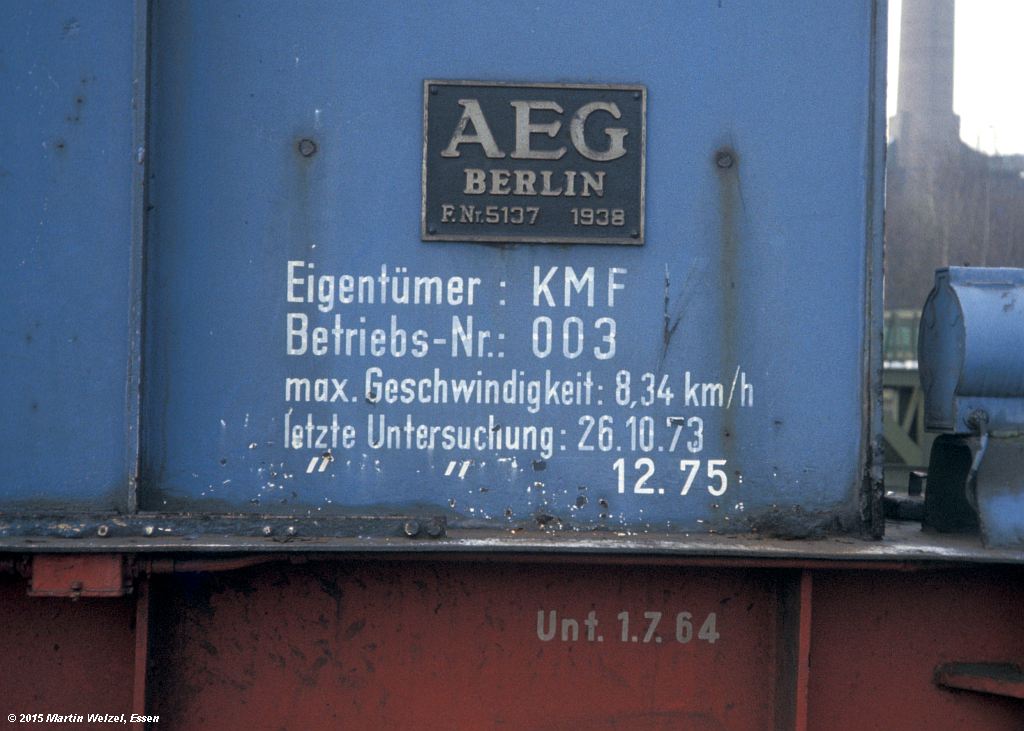 AEG
BERLIN
F.Nr.5137 1938
Eigentümer : KMF
Betriebs-Nr.: 003
max. Geschwindigkeit: 8,34 km/h
letzte Untersuchung: 26.10.73
" " 12.75
Unt. 1.7.64
© 2015 Martin Welzel, Essen